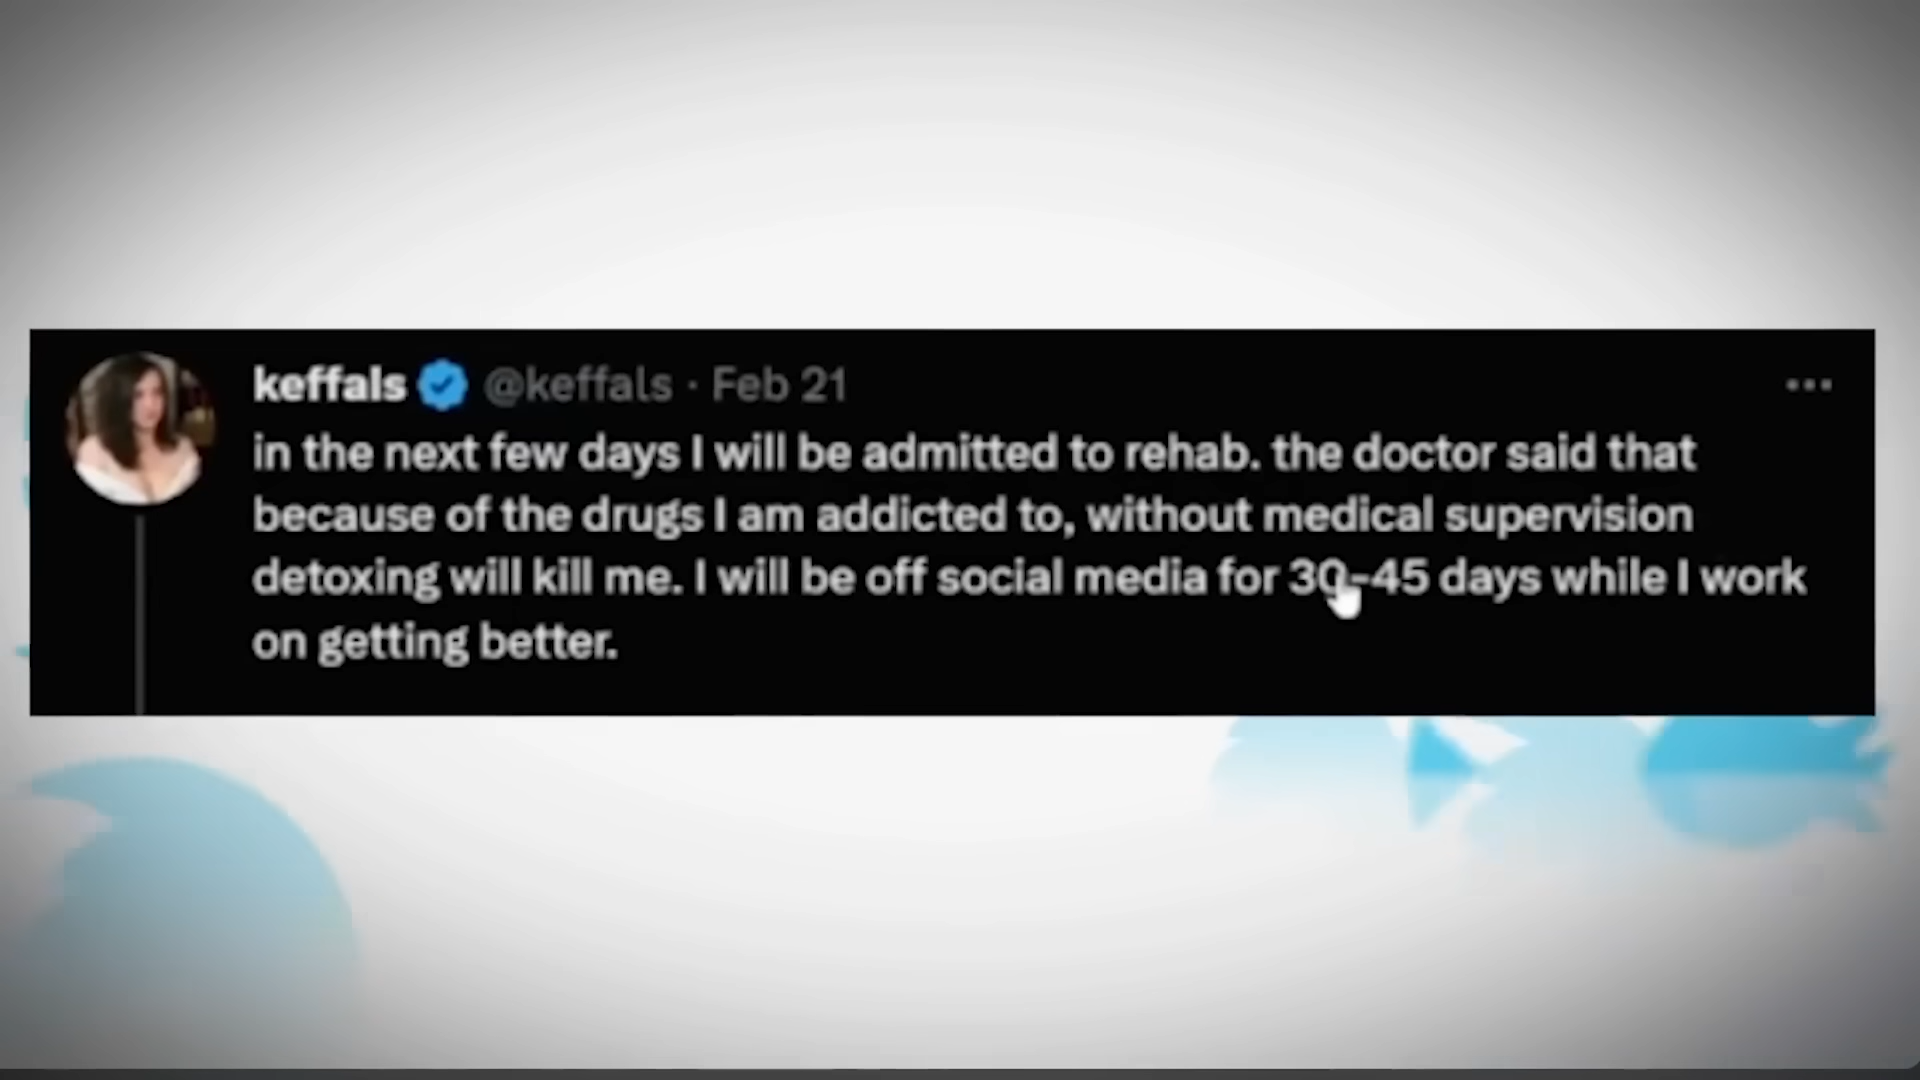 keffals @keffals · Feb 21
in the next few days I will be admitted to rehab. the doctor said that
because of the drugs I am addicted to, without medical supervision
detoxing will kill me. I will be off social media for 30-45 days while I work
on getting better.